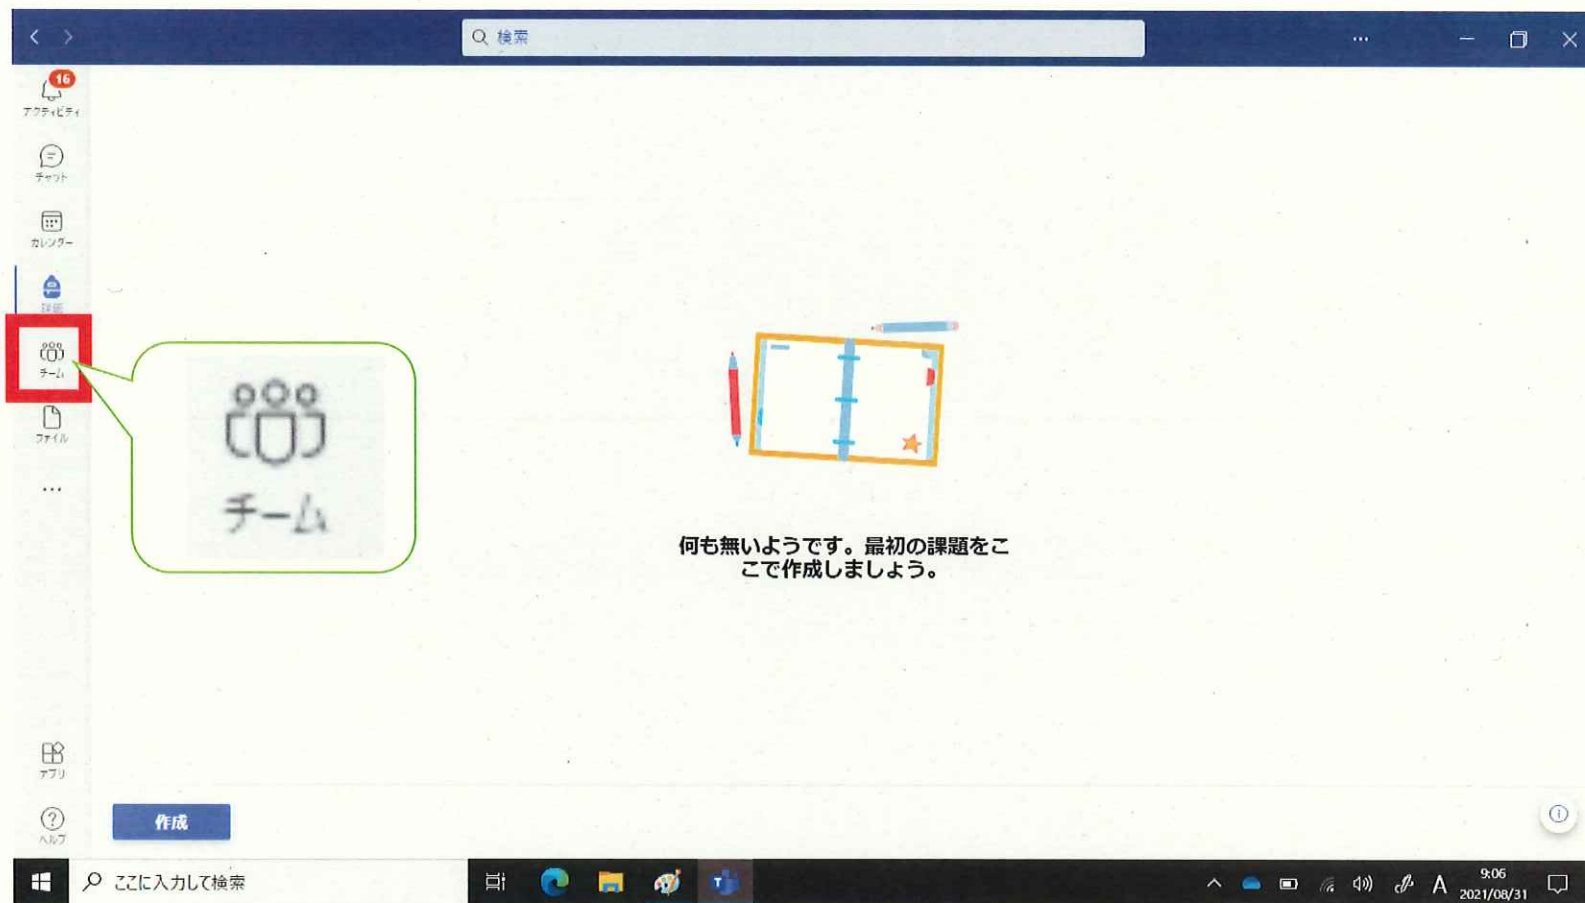 検索
16
アクティビティ
チャット
カレンダー
課題
チーム
ファイル
チーム
何も無いようです。最初の課題をこ
こで作成しましょう。
アプリ
ヘルプ
作成
ここに入力して検索
A
9:06
2021/08/31